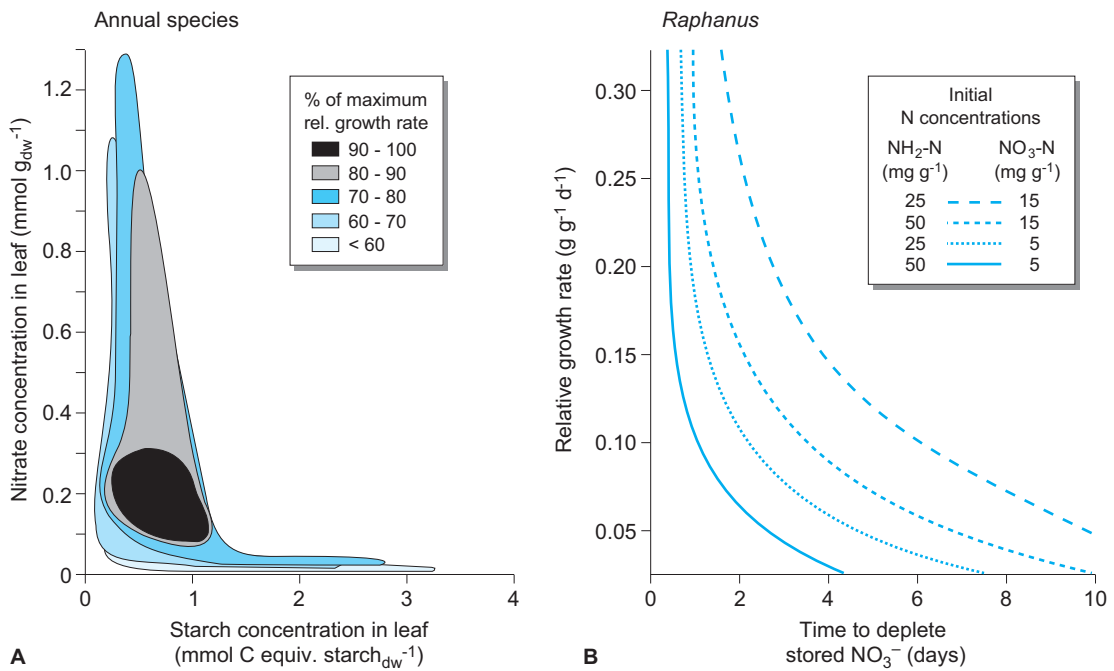 Annual species
Nitrate concentration in leaf (mmol g_dw⁻¹)
1.2
1.0
0.8
0.6
0.4
0.2
0
% of maximum
rel. growth rate
90 - 100
80 - 90
70 - 80
60 - 70
< 60
0 1 2 3 4
Starch concentration in leaf
(mmol C equiv. starch_dw⁻¹)
A
Raphanus
Relative growth rate (g g⁻¹ d⁻¹)
0.30
0.25
0.20
0.15
0.10
0.05
Initial
N concentrations
NH₂-N NO₃-N
(mg g⁻¹) (mg g⁻¹)
25 15
50 15
25 5
50 5
0 2 4 6 8 10
Time to deplete
stored NO₃⁻ (days)
B